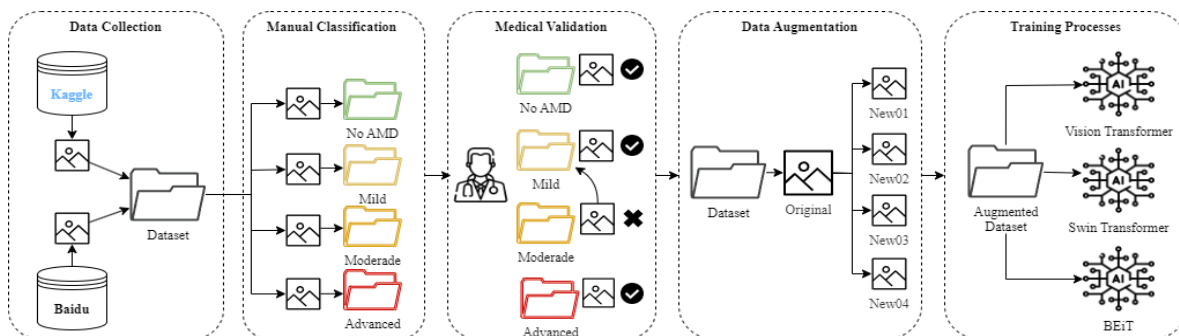 Data Collection
Kaggle
Dataset
Baidu
Manual Classification
No AMD
Mild
Moderade
Advanced
Medical Validation
No AMD
Mild
Moderade
Advanced
Data Augmentation
Dataset
Original
New01
New02
New03
New04
Training Processes
Augmented
Dataset
AI
Vision Transformer
AI
Swin Transformer
AI
BEiT